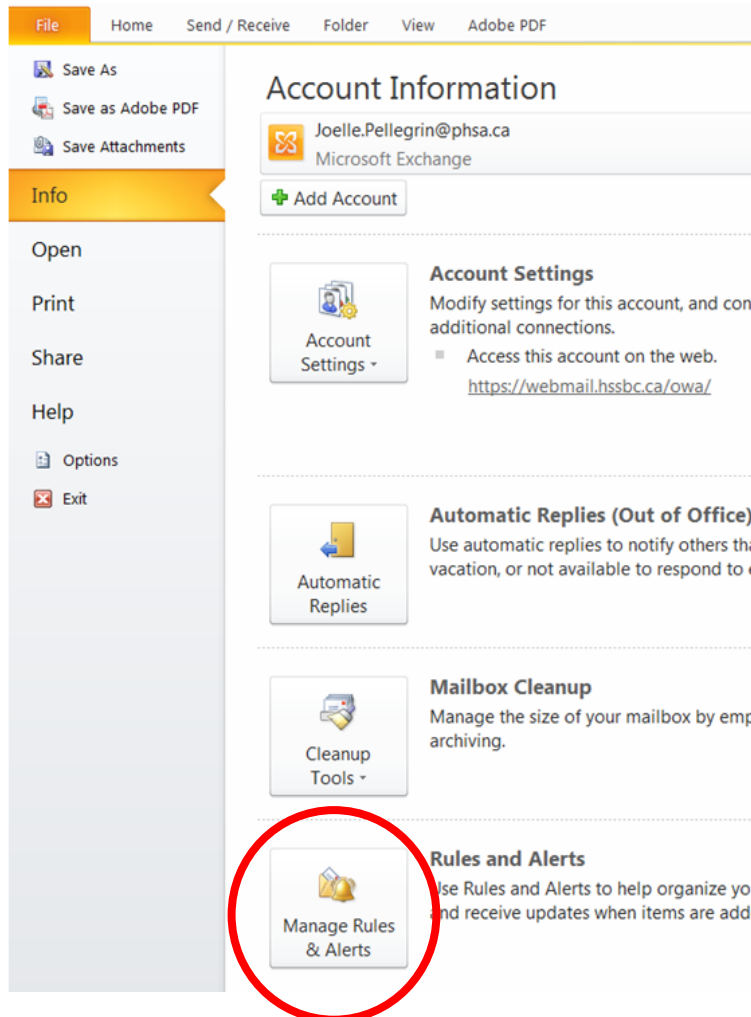 File Home Send / Receive Folder View Adobe PDF
Save As
Save as Adobe PDF
Save Attachments
Info
Open
Print
Share
Help
Options
Exit
Account Information
Joelle.Pellegrin@phsa.ca
Microsoft Exchange
Add Account
Account
Settings
Account Settings
Modify settings for this account, and con
additional connections.
Access this account on the web.
https://webmail.hssbc.ca/owa/
Automatic
Replies
Automatic Replies (Out of Office)
Use automatic replies to notify others tha
vacation, or not available to respond to e
Cleanup
Tools
Mailbox Cleanup
Manage the size of your mailbox by emp
archiving.
Manage Rules
& Alerts
Rules and Alerts
Use Rules and Alerts to help organize yo
and receive updates when items are add